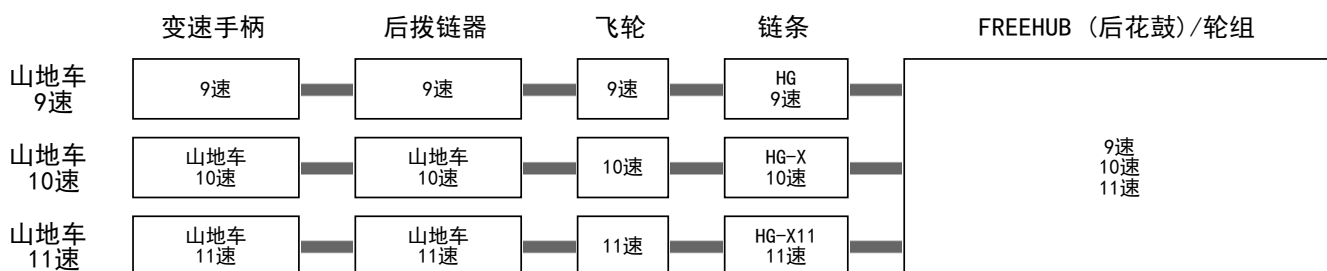 变速手柄 后拨链器 飞轮 链条 FREEHUB (后花鼓)/轮组
山地车
9速
9速
9速
9速
HG
9速
山地车
10速
山地车
10速
山地车
10速
10速
HG-X
10速
山地车
11速
山地车
11速
山地车
11速
11速
HG-X11
11速
9速
10速
11速